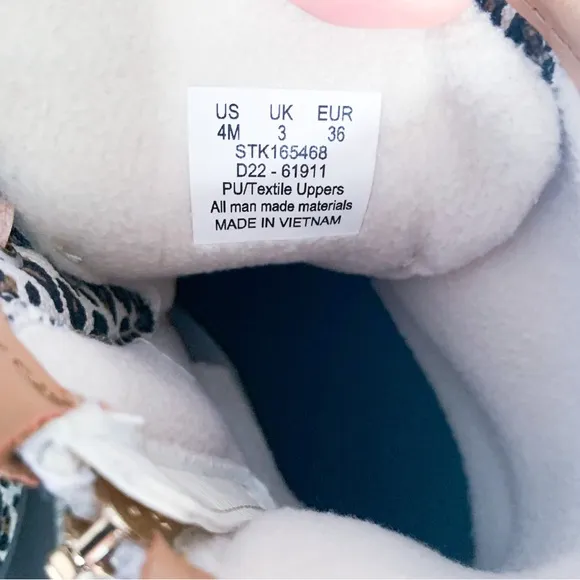 US UK EUR
4M 3 36
STK165468
D22 - 61911
PU/Textile Uppers
All man made materials
MADE IN VIETNAM